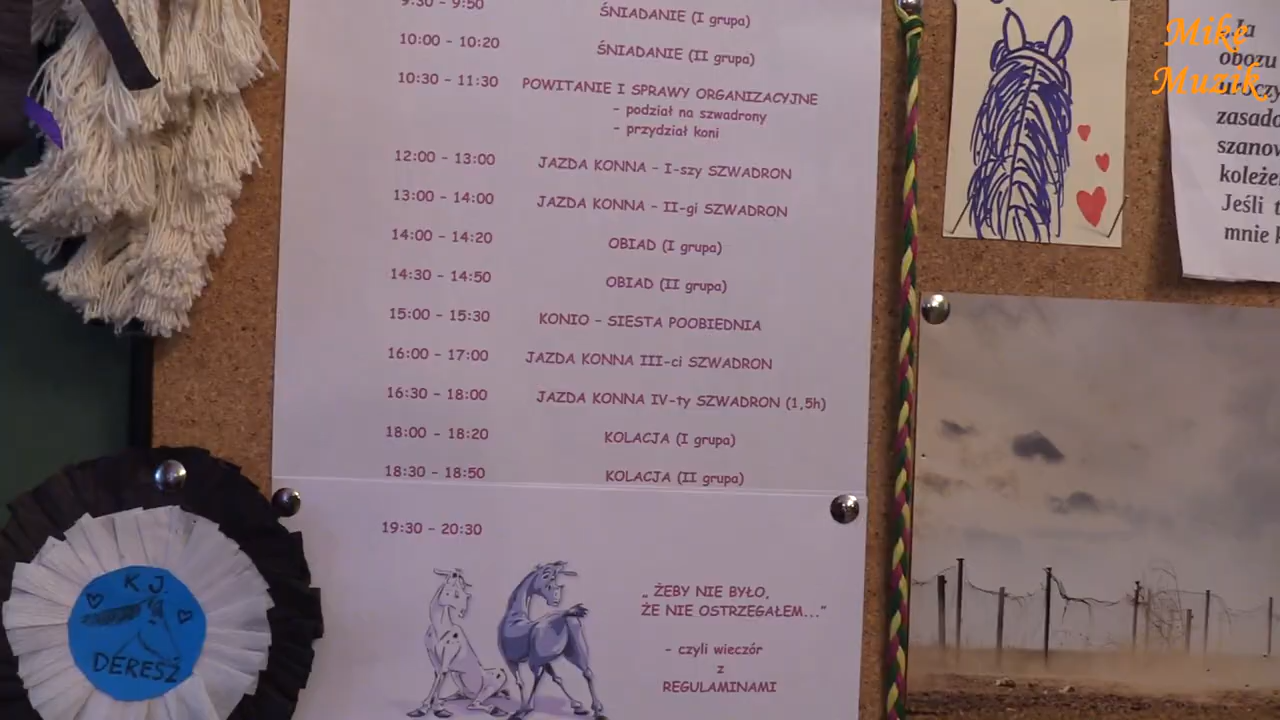 9:30 - 9:50 ŚNIADANIE (I grupa)
10:00 - 10:20 ŚNIADANIE (II grupa)
10:30 - 11:30 POWITANIE I SPRAWY ORGANIZACYJNE
- podział na szwadrony
- przydział koni
12:00 - 13:00 JAZDA KONNA - I-szy SZWADRON
13:00 - 14:00 JAZDA KONNA - II-gi SZWADRON
14:00 - 14:20 OBIAD (I grupa)
14:30 - 14:50 OBIAD (II grupa)
15:00 - 15:30 KONIO - SIESTA POOBIEDNIA
16:00 - 17:00 JAZDA KONNA III-ci SZWADRON
16:30 - 18:00 JAZDA KONNA IV-ty SZWADRON (1,5h)
18:00 - 18:20 KOLACJA (I grupa)
18:30 - 18:50 KOLACJA (II grupa)
19:30 - 20:30
„ ŻEBY NIE BYŁO,
ŻE NIE OSTRZEGAŁEM..."
- czyli wieczór
z
REGULAMINAMI
K J.
DERESZ
Mike
Muzik
Ja
obozu
zasado
szanow
koleże
Jeśli t
mnie k